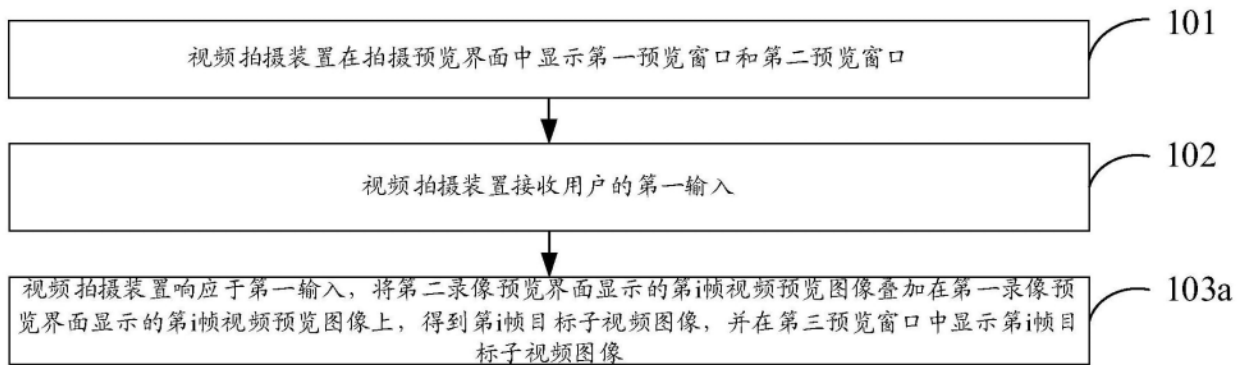 101
视频拍摄装置在拍摄预览界面中显示第一预览窗口和第二预览窗口
102
视频拍摄装置接收用户的第一输入
103a
视频拍摄装置响应于第一输入，将第二录像预览界面显示的第i帧视频预览图像叠加在第一录像预
览界面显示的第i帧视频预览图像上，得到第i帧目标子视频图像，并在第三预览窗口中显示第i帧目
标子视频图像